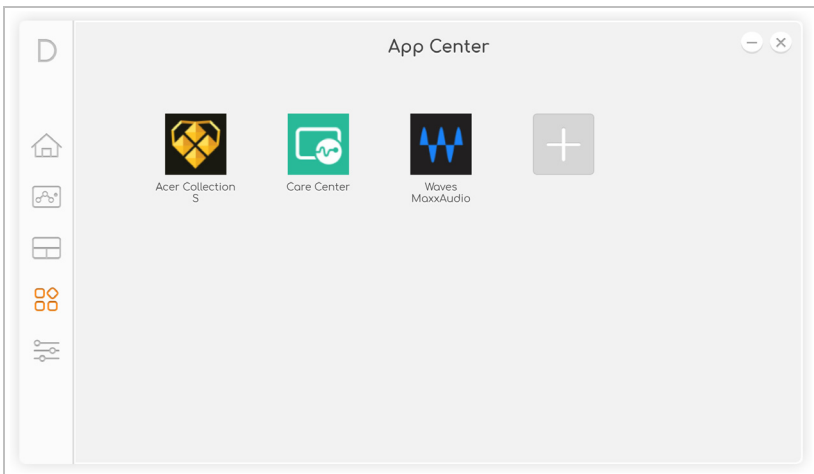 D
App Center
Acer Collection
S
Care Center
Waves
MaxxAudio